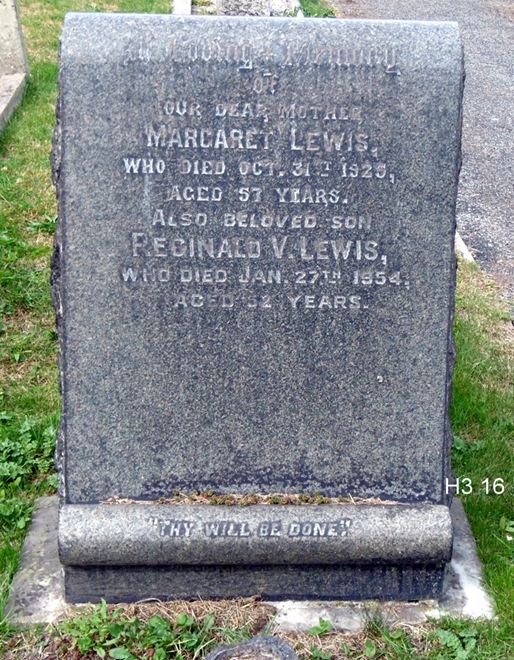 In Loving Memory
OF
OUR DEAR MOTHER
MARGARET LEWIS,
WHO DIED OCT. 31ST 1925,
AGED 57 YEARS.
ALSO BELOVED SON
REGINALD V. LEWIS,
WHO DIED JAN. 27TH 1954,
AGED 52 YEARS.
"THY WILL BE DONE".
H3 16